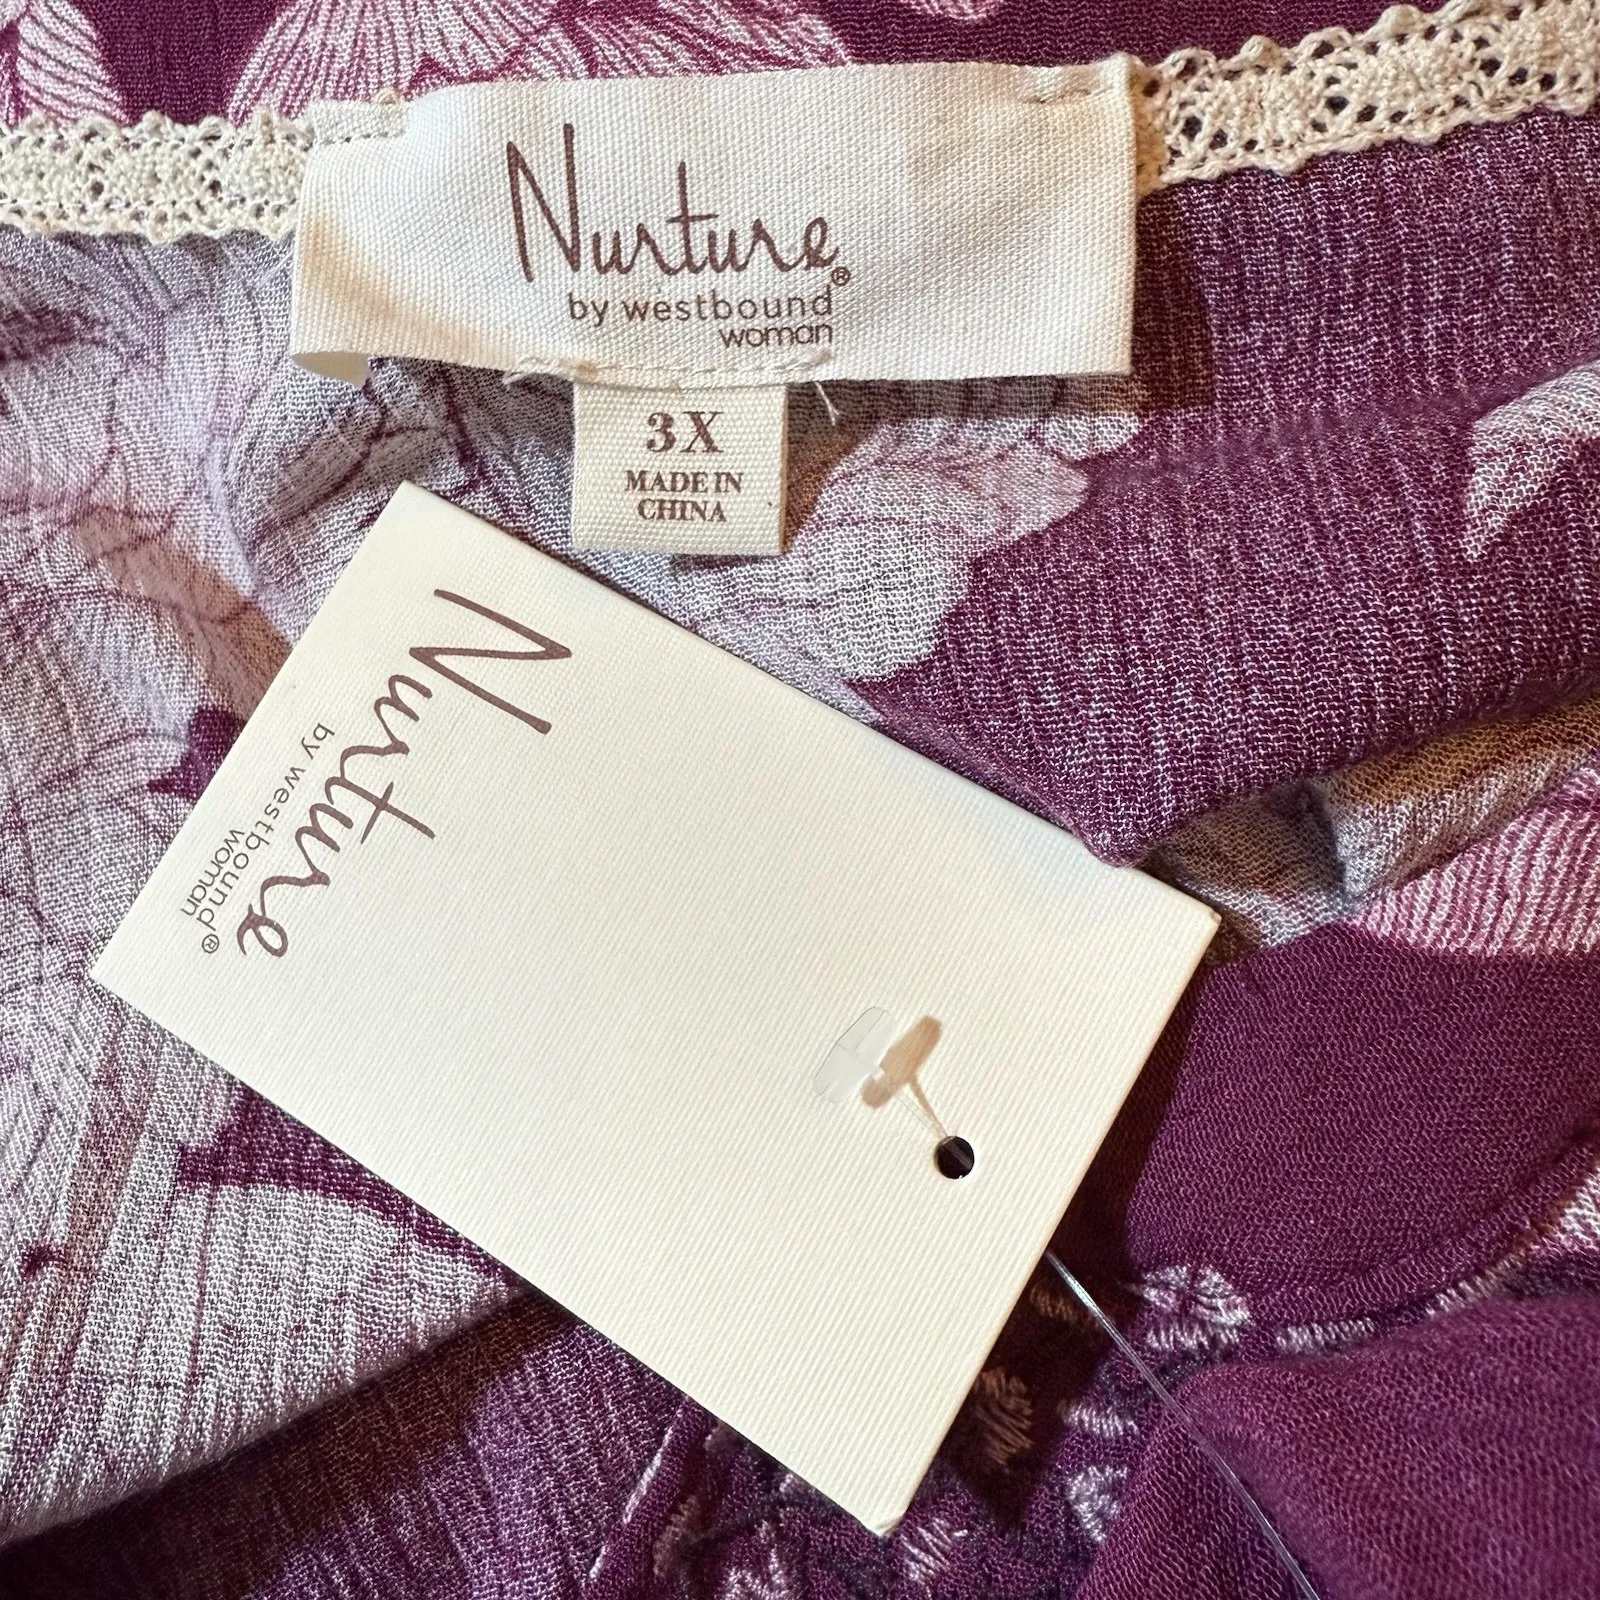 Nurture®
by westbound
woman
3X
MADE IN
CHINA
Nurture
by westbound®
woman